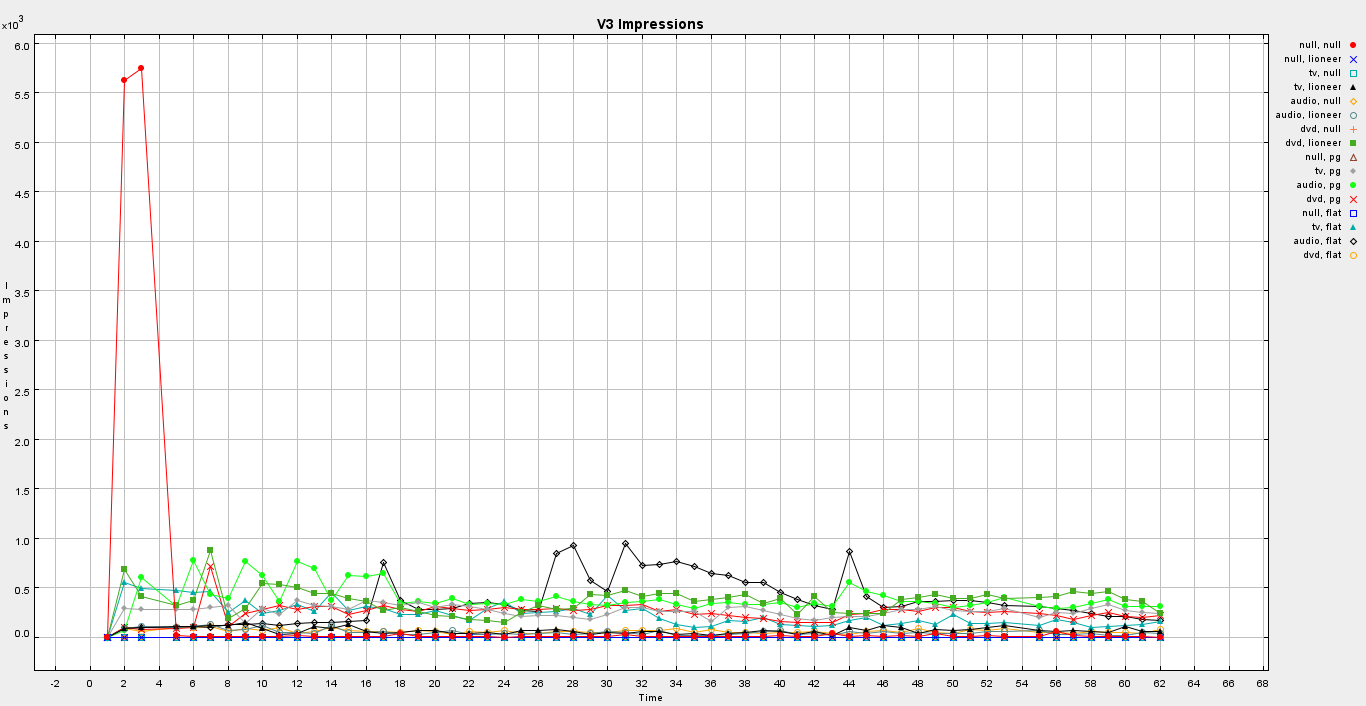 V3 Impressions
x10³
6.0
5.5
5.0
4.5
4.0
3.5
3.0
2.5
2.0
1.5
1.0
0.5
0.0
Impressions
-2 0 2 4 6 8 10 12 14 16 18 20 22 24 26 28 30 32 34 36 38 40 42 44 46 48 50 52 54 56 58 60 62 64 66 68
Time
null, null
null, lioneer
tv, null
tv, lioneer
audio, null
audio, lioneer
dvd, null
dvd, lioneer
null, pg
tv, pg
audio, pg
dvd, pg
null, flat
tv, flat
audio, flat
dvd, flat